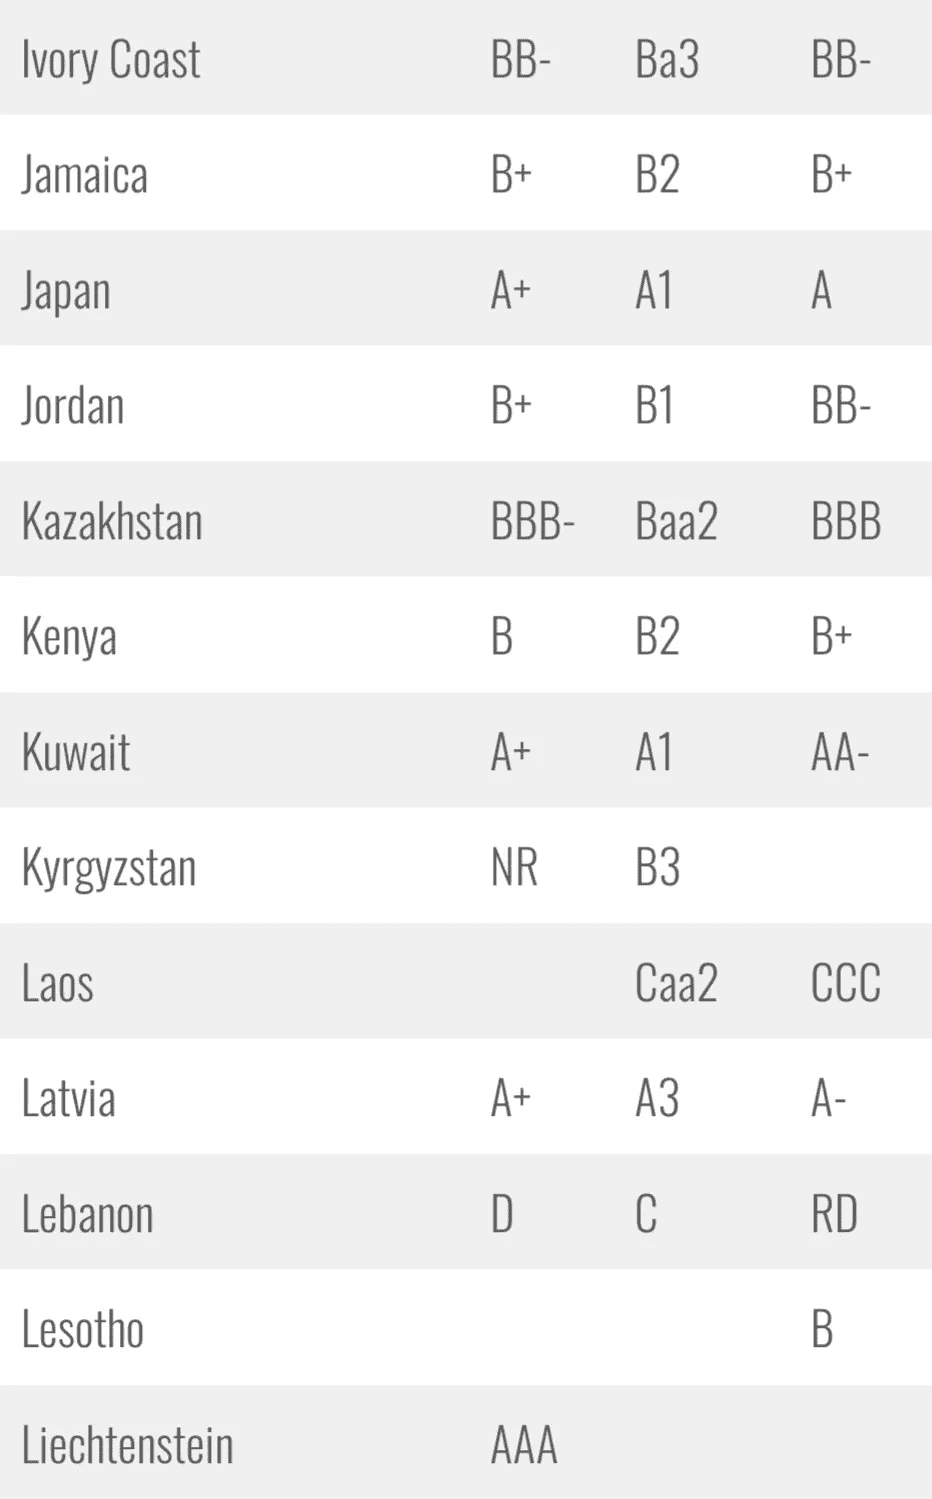 Ivory Coast BB- Ba3 BB-
Jamaica B+ B2 B+
Japan A+ A1 A
Jordan B+ B1 BB-
Kazakhstan BBB- Baa2 BBB
Kenya B B2 B+
Kuwait A+ A1 AA-
Kyrgyzstan NR B3
Laos Caa2 CCC
Latvia A+ A3 A-
Lebanon D C RD
Lesotho B
Liechtenstein AAA